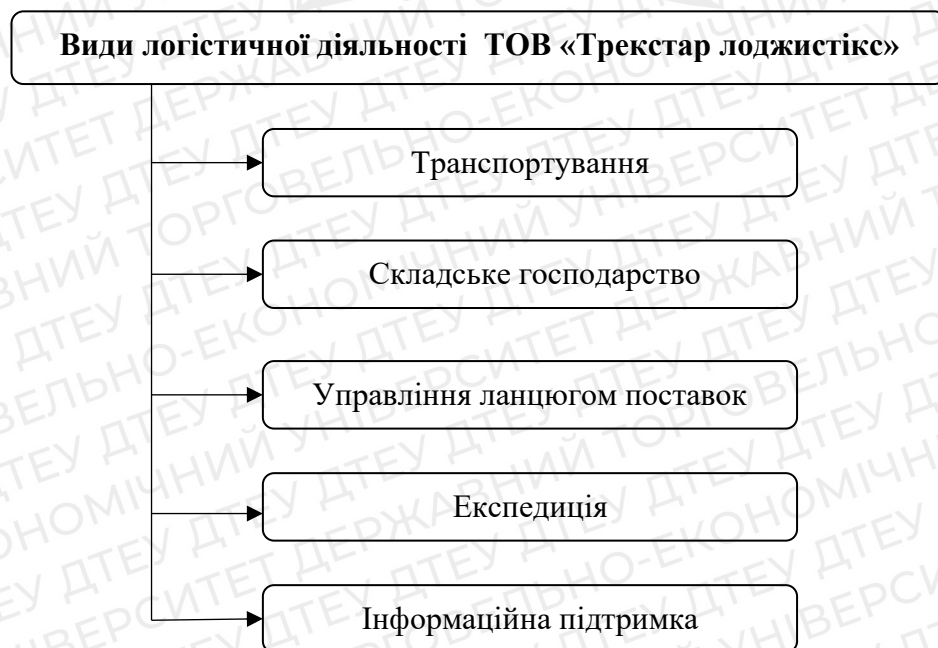 Види логістичної діяльності ТОВ «Трекстар лоджистікс»
Транспортування
Складське господарство
Управління ланцюгом поставок
Експедиція
Інформаційна підтримка